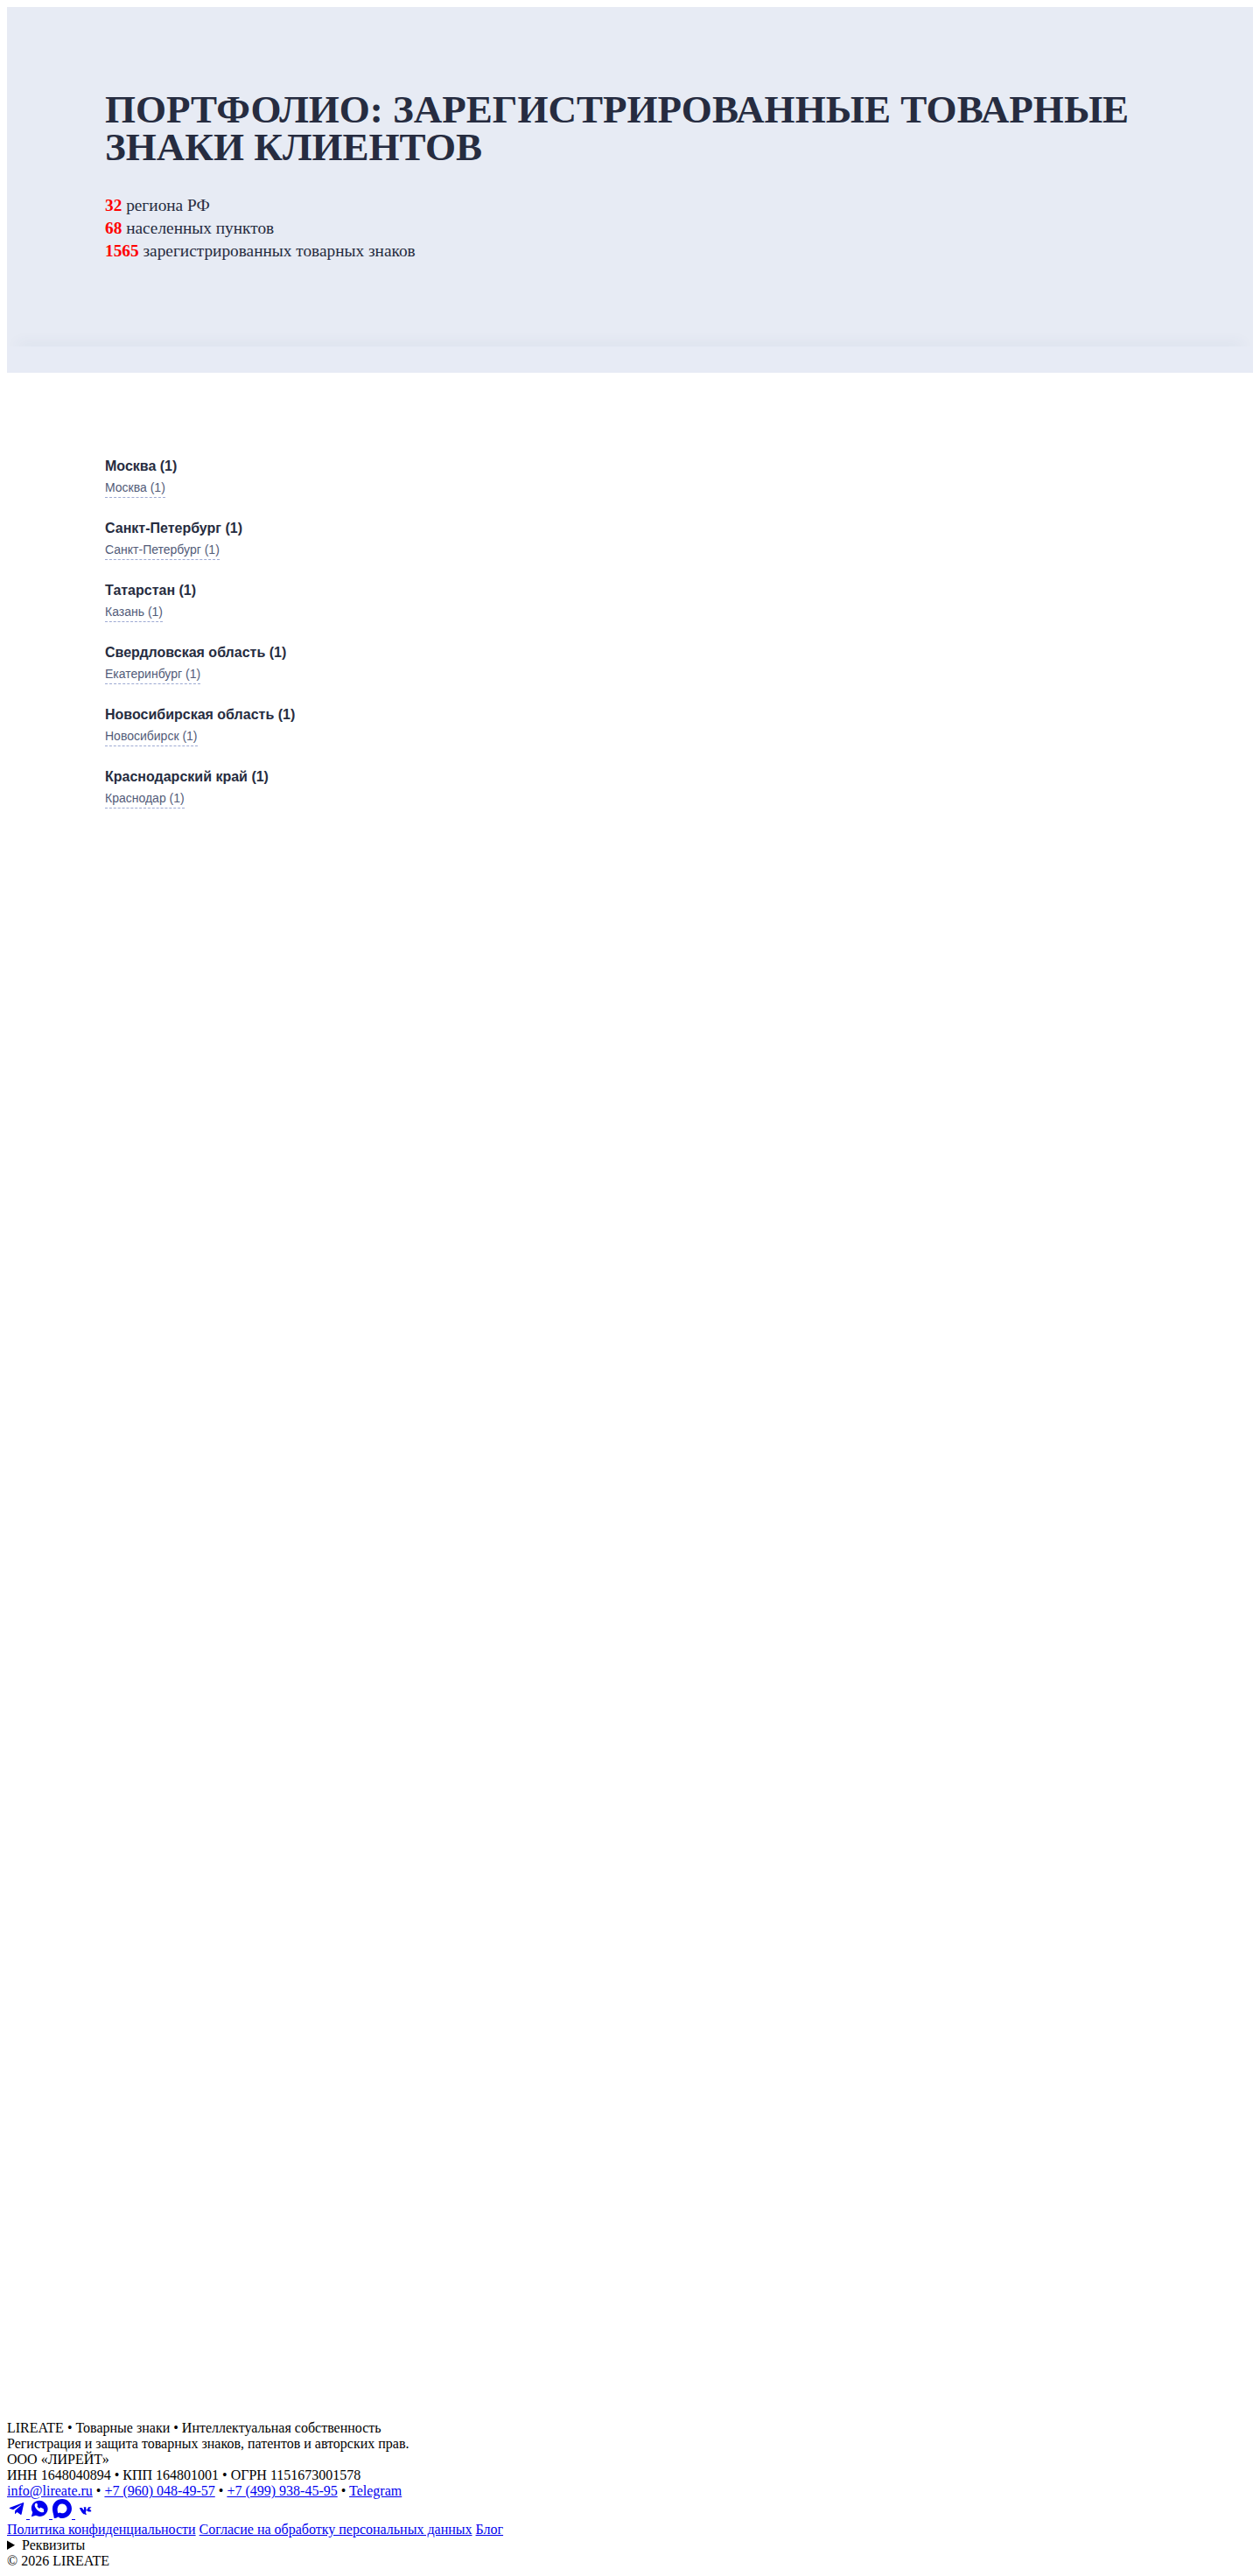 ПОРТФОЛИО: ЗАРЕГИСТРИРОВАННЫЕ ТОВАРНЫЕ
ЗНАКИ КЛИЕНТОВ
32 региона РФ
68 населенных пунктов
1565 зарегистрированных товарных знаков
Москва (1)
Москва (1)
Санкт-Петербург (1)
Санкт-Петербург (1)
Татарстан (1)
Казань (1)
Свердловская область (1)
Екатеринбург (1)
Новосибирская область (1)
Новосибирск (1)
Краснодарский край (1)
Краснодар (1)
LIREATE • Товарные знаки • Интеллектуальная собственность
Регистрация и защита товарных знаков, патентов и авторских прав.
ООО «ЛИРЕЙТ»
ИНН 1648040894 • КПП 164801001 • ОГРН 1151673001578
info@lireate.ru • +7 (960) 048-49-57 • +7 (499) 938-45-95 • Telegram
Политика конфиденциальности Согласие на обработку персональных данных Блог
Реквизиты
© 2026 LIREATE